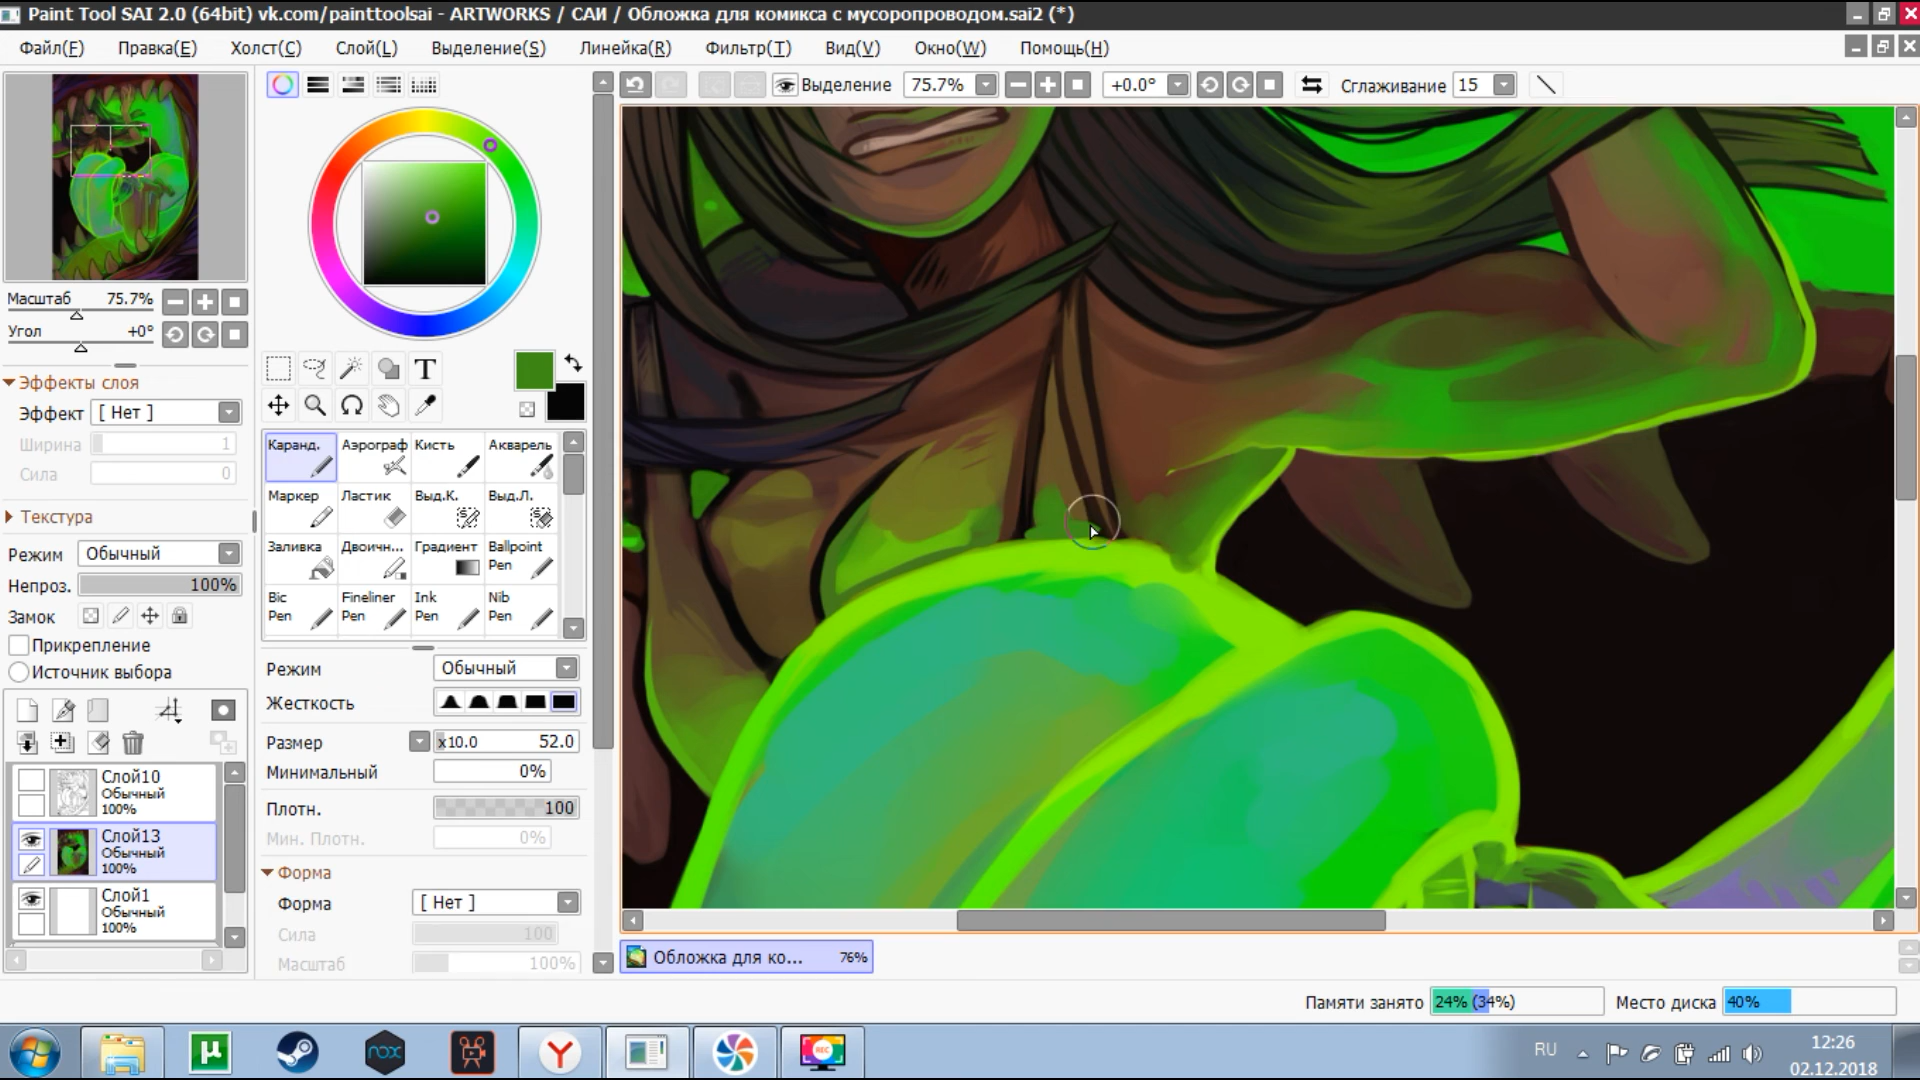 Paint Tool SAI 2.0 (64bit) vk.com/painttoolsai - ARTWORKS / САИ / Обложка для комикса с мусоропроводом.sai2 (*)
Файл(F) Правка(E) Холст(C) Слой(L) Выделение(S) Линейка(R) Фильтр(T) Вид(V) Окно(W) Помощь(H)
Выделение 75.7% +0.0° Сглаживание 15
Масштаб 75.7%
Угол +0°
Эффекты слоя
Эффект [ Нет ]
Ширина 1
Сила 0
Текстура
Режим Обычный
Непроз. 100%
Замок
Прикрепление
Источник выбора
Слой10
Обычный
100%
Слой13
Обычный
100%
Слой1
Обычный
100%
T
Каранд. Аэрограф Кисть Акварель
Маркер Ластик Выд.К. Выд.Л.
Заливка Двоичн... Градиент Ballpoint Pen
Bic Pen Fineliner Pen Ink Pen Nib Pen
Режим Обычный
Жесткость
Размер x10.0 52.0
Минимальный 0%
Плотн. 100
Мин. Плотн. 0%
Форма
Форма [ Нет ]
Сила 100
Масштаб 100%
Обложка для ко... 76%
Памяти занято 24% (34%) Место диска 40%
µ nox Y REC
RU 12:26
02.12.2018